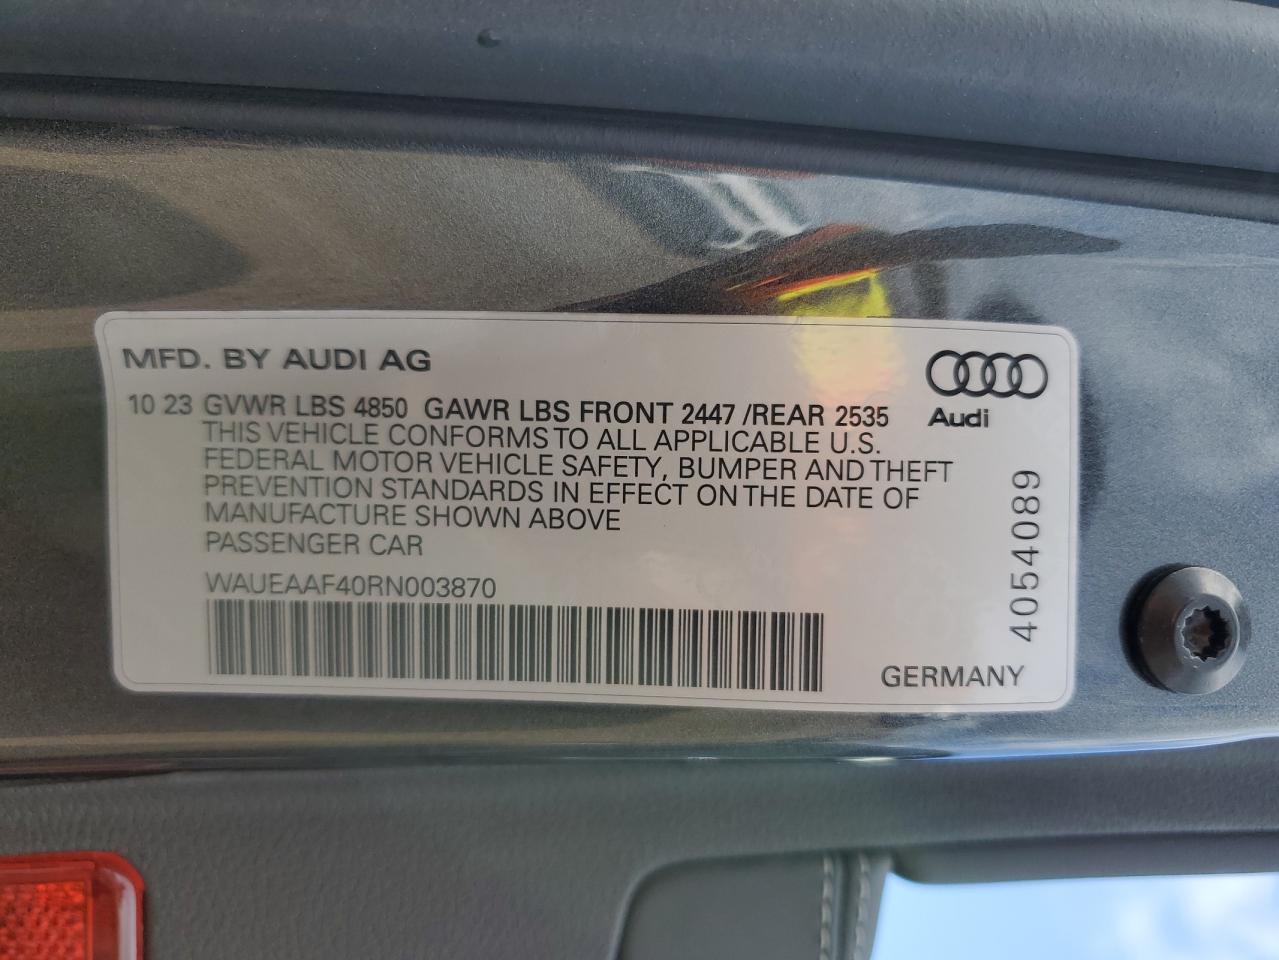 MFD. BY AUDI AG
10 23 GVWR LBS 4850 GAWR LBS FRONT 2447 /REAR 2535
THIS VEHICLE CONFORMS TO ALL APPLICABLE U.S.
FEDERAL MOTOR VEHICLE SAFETY, BUMPER AND THEFT
PREVENTION STANDARDS IN EFFECT ON THE DATE OF
MANUFACTURE SHOWN ABOVE
PASSENGER CAR
WAUEAAF40RN003870
Audi
4054089
GERMANY